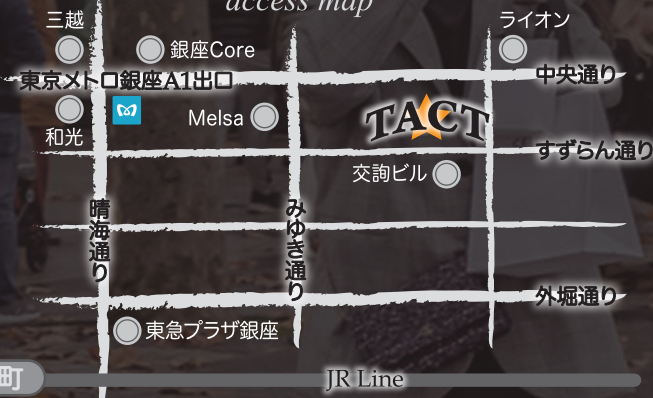 access map
三越
ライオン
銀座Core
中央通り
東京メトロ銀座A1出口
Melsa
TACT
和光
すずらん通り
交詢ビル
晴海通り
みゆき通り
外堀通り
東急プラザ銀座
町
JR Line